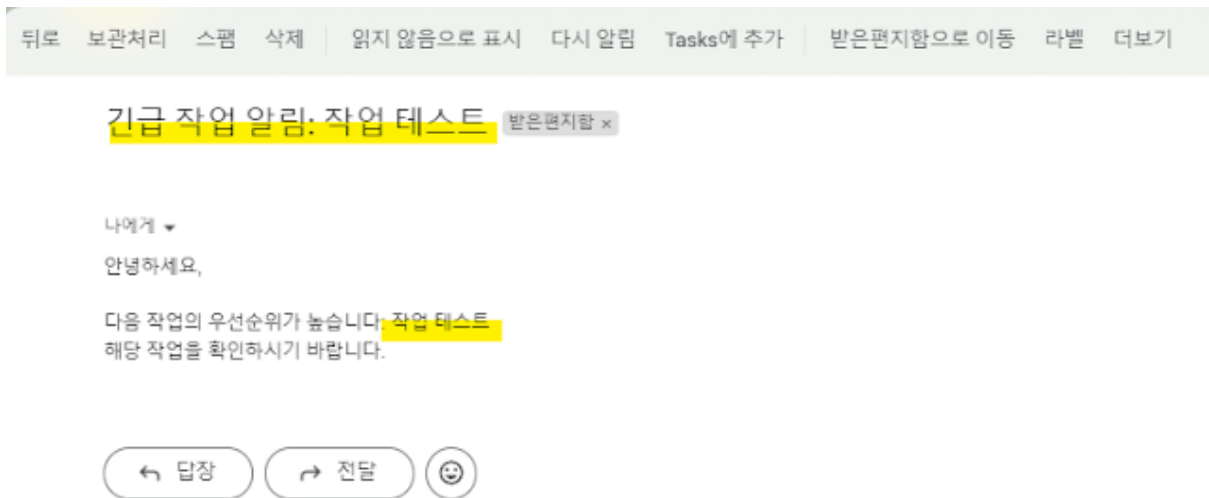 뒤로 보관처리 스팸 삭제 읽지 않음으로 표시 다시 알림 Tasks에 추가 받은편지함으로 이동 라벨 더보기
긴급 작업 알림: 작업 테스트 받은편지함 ×
나에게
안녕하세요,
다음 작업의 우선순위가 높습니다: 작업 테스트
해당 작업을 확인하시기 바랍니다.
답장 전달